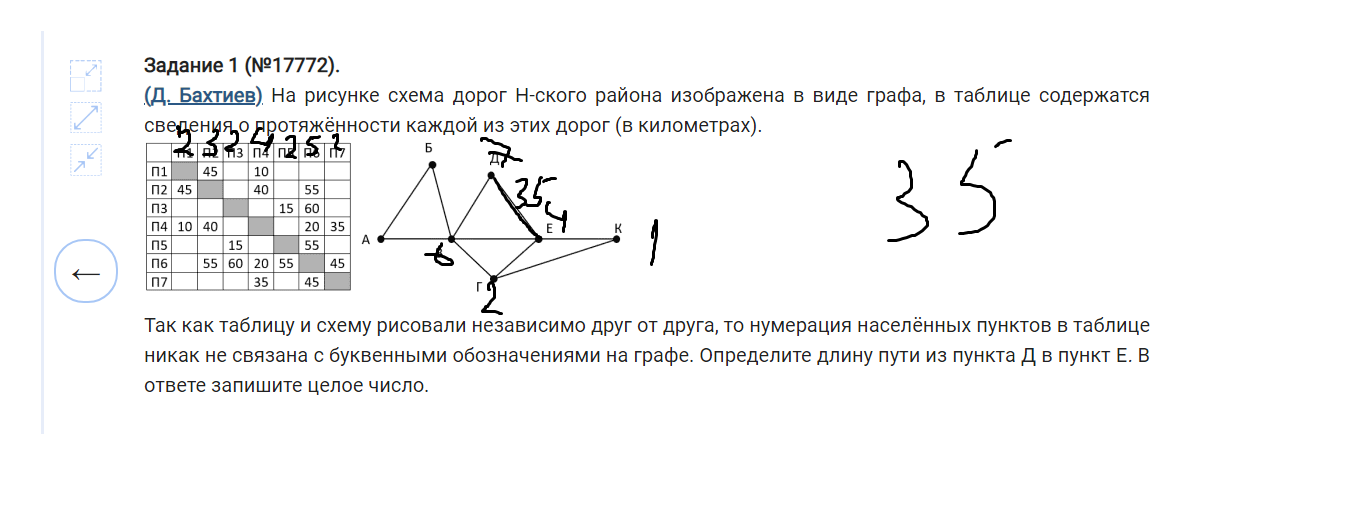 Задание 1 (№17772).
(Д. Бахтиев) На рисунке схема дорог Н-ского района изображена в виде графа, в таблице содержатся
сведения о протяжённости каждой из этих дорог (в километрах).
2 3 2 4 2 5 2
П1 П2 П3 П4 П5 П6 П7
П1 45 10
П2 45 40 55
П3 15 60
П4 10 40 20 35
П5 15 55
П6 55 60 20 55 45
П7 35 45
Б
7
Д
35
4
А
Е
К
1
6
Г
2
35
←
Так как таблицу и схему рисовали независимо друг от друга, то нумерация населённых пунктов в таблице
никак не связана с буквенными обозначениями на графе. Определите длину пути из пункта Д в пункт Е. В
ответе запишите целое число.